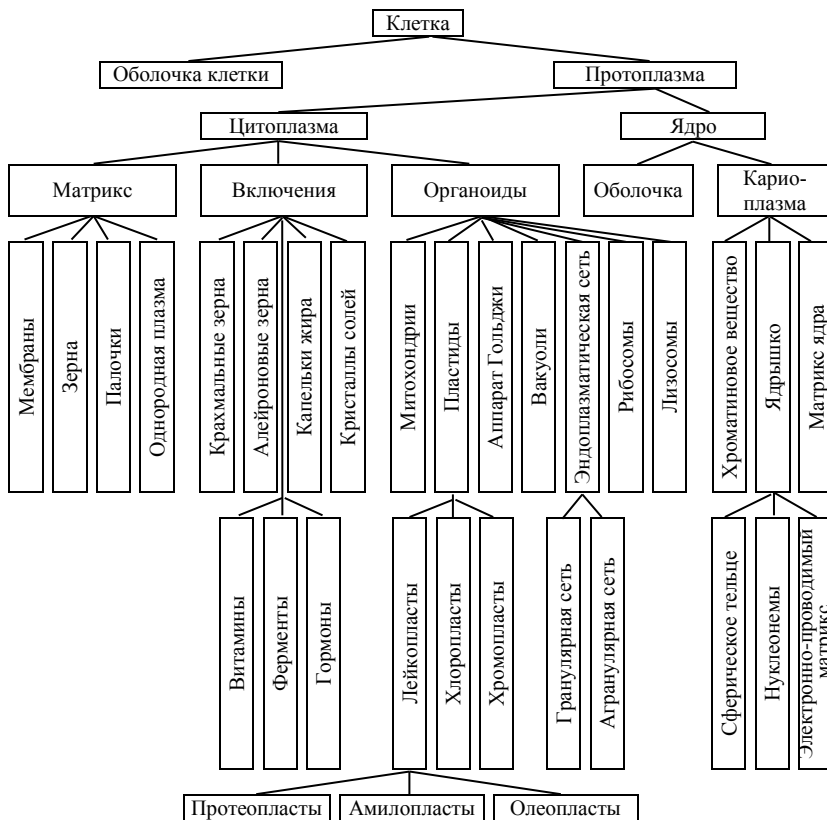 Клетка
Оболочка клетки
Протоплазма
Цитоплазма
Ядро
Матрикс
Включения
Органоиды
Оболочка
Карио-
плазма
Мембраны
Зерна
Палочки
Однородная плазма
Крахмальные зерна
Алейроновые зерна
Капельки жира
Кристаллы солей
Митохондрии
Пластиды
Аппарат Гольджи
Вакуоли
Эндоплазматическая сеть
Рибосомы
Лизосомы
Хроматиновое вещество
Ядрышко
Матрикс ядра
Витамины
Ферменты
Гормоны
Лейкопласты
Хлоропласты
Хромопласты
Гранулярная сеть
Агранулярная сеть
Сферическое тельце
Нуклеонемы
Электронно-проводимый
матрикс
Протеопласты
Амилопласты
Олеопласты